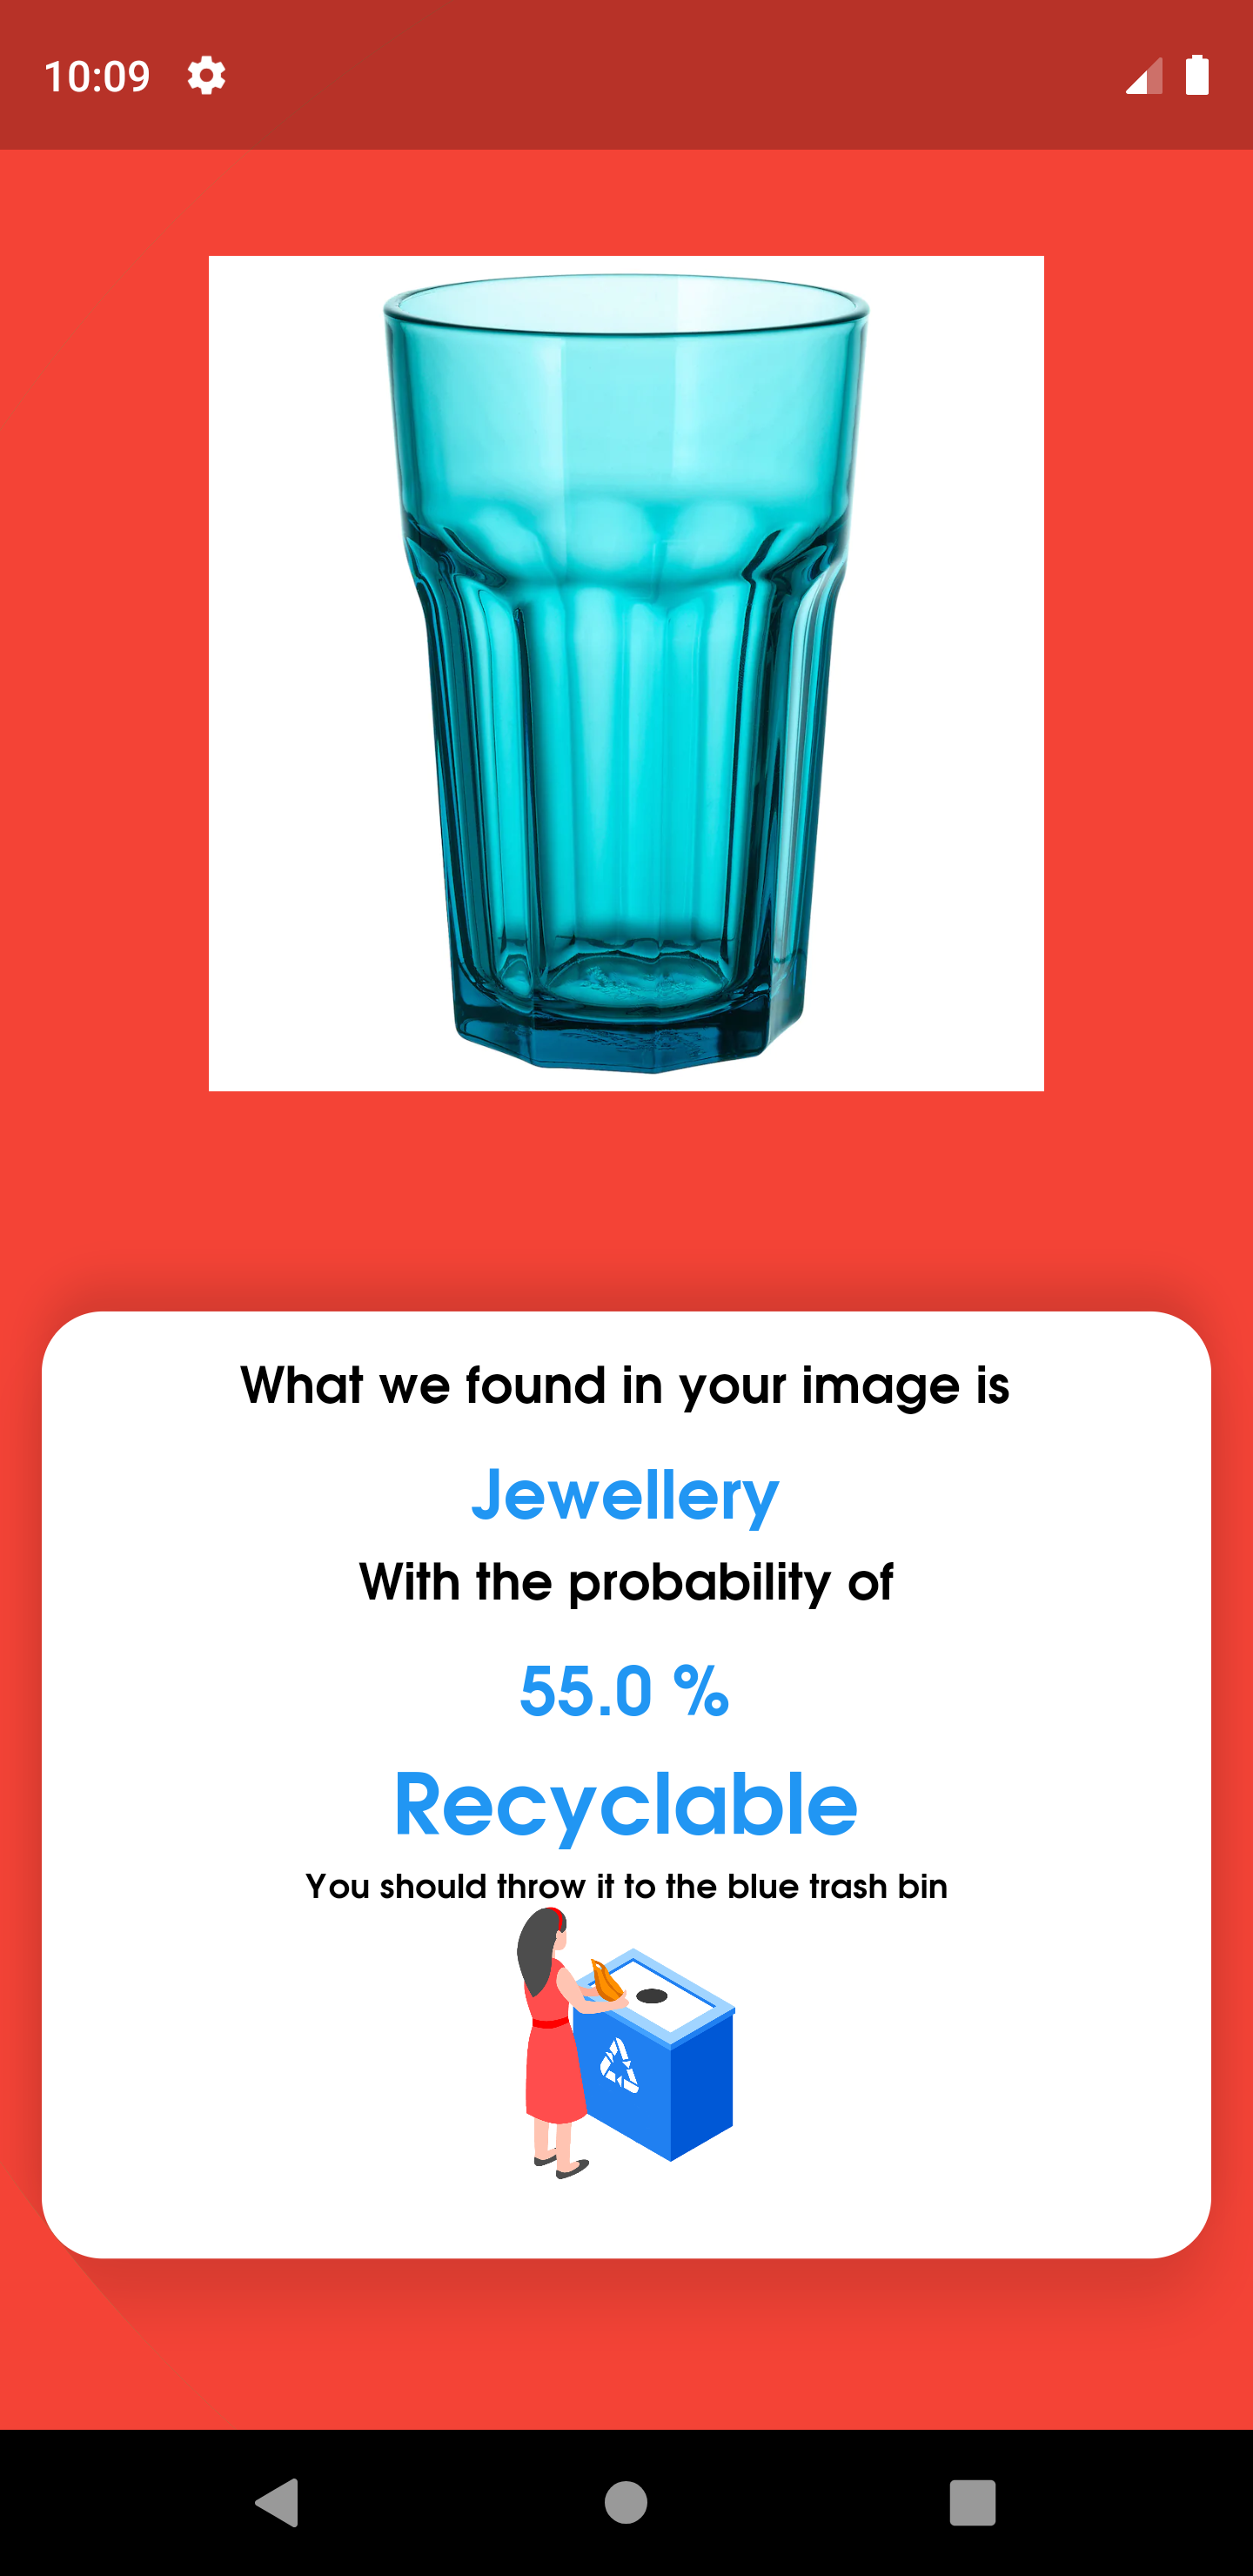 10:09
What we found in your image is
Jewellery
With the probability of
55.0 %
Recyclable
You should throw it to the blue trash bin